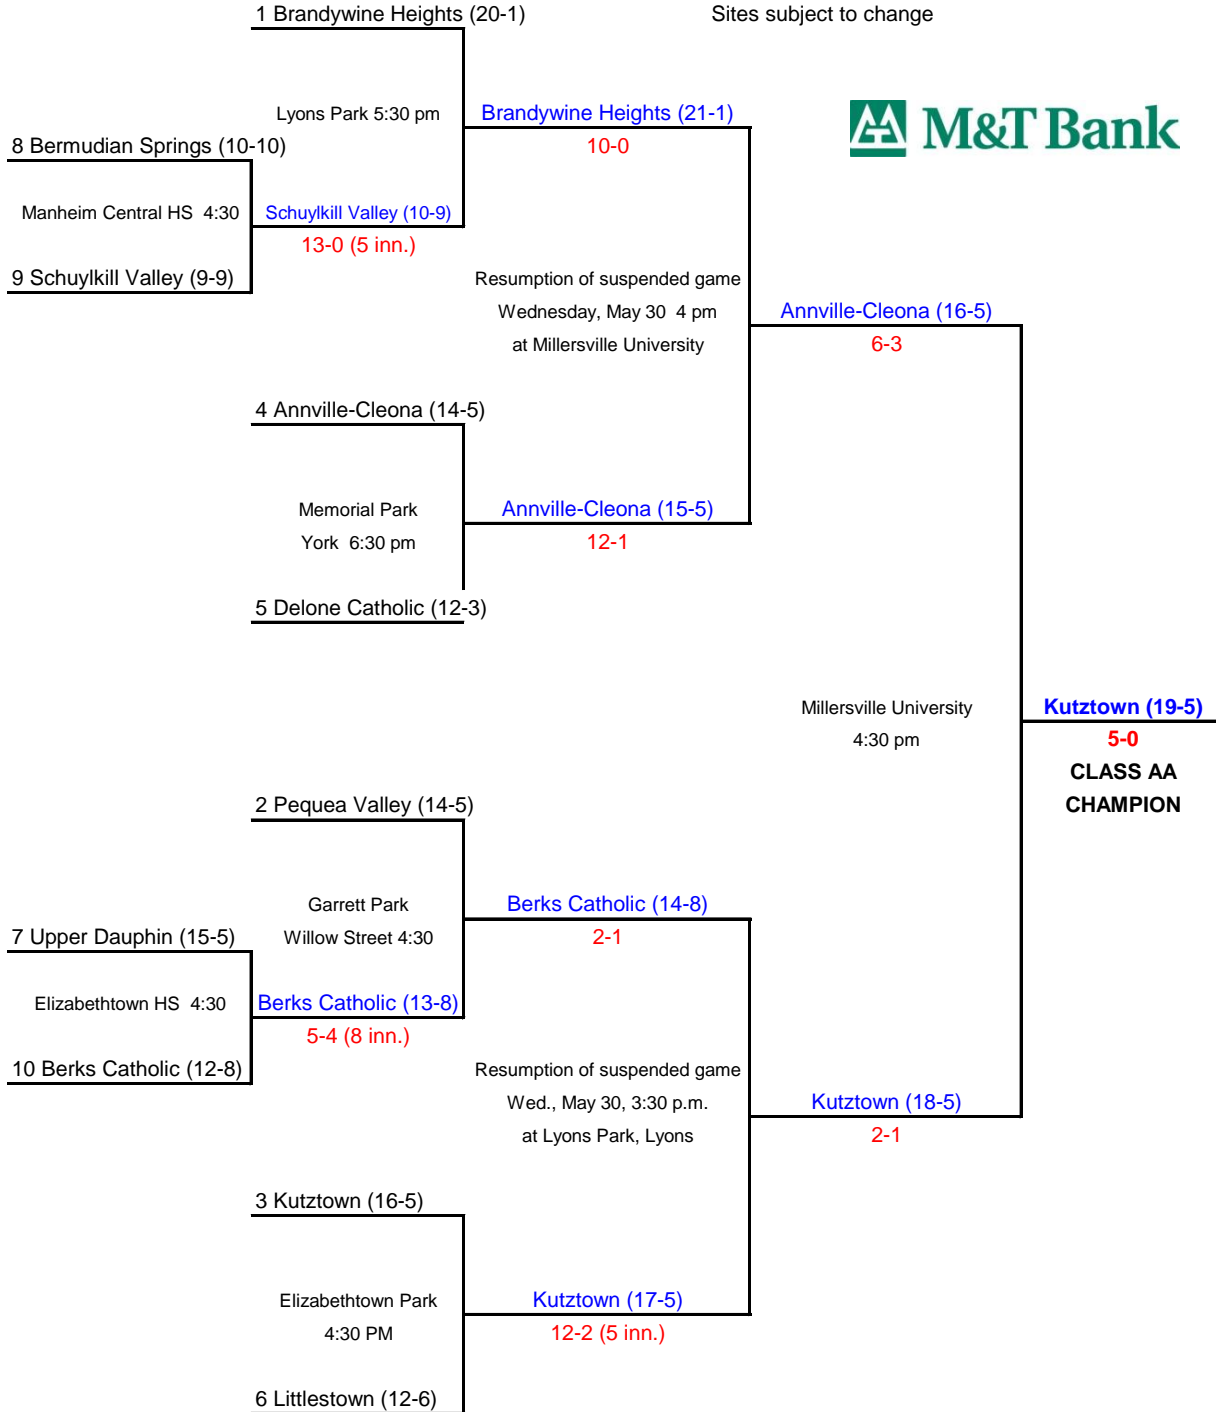 1 Brandywine Heights (20-1)
Sites subject to change
M&T Bank
Lyons Park 5:30 pm
Brandywine Heights (21-1)
10-0
8 Bermudian Springs (10-10)
Manheim Central HS 4:30
Schuylkill Valley (10-9)
13-0 (5 inn.)
9 Schuylkill Valley (9-9)
Resumption of suspended game
Wednesday, May 30 4 pm
at Millersville University
Annville-Cleona (16-5)
6-3
4 Annville-Cleona (14-5)
Memorial Park
York 6:30 pm
Annville-Cleona (15-5)
12-1
5 Delone Catholic (12-3)
Millersville University
4:30 pm
Kutztown (19-5)
5-0
CLASS AA
CHAMPION
2 Pequea Valley (14-5)
Garrett Park
Willow Street 4:30
Berks Catholic (14-8)
2-1
7 Upper Dauphin (15-5)
Elizabethtown HS 4:30
Berks Catholic (13-8)
5-4 (8 inn.)
10 Berks Catholic (12-8)
Resumption of suspended game
Wed., May 30, 3:30 p.m.
at Lyons Park, Lyons
Kutztown (18-5)
2-1
3 Kutztown (16-5)
Elizabethtown Park
4:30 PM
Kutztown (17-5)
12-2 (5 inn.)
6 Littlestown (12-6)